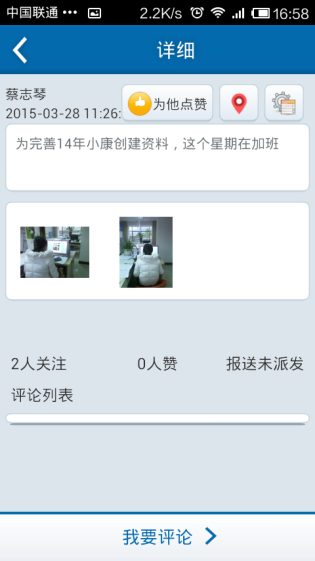 中国联通 ••• 2.2K/s 16:58
详细
蔡志琴
2015-03-28 11:26:
为他点赞
为完善14年小康创建资料，这个星期在加班
2人关注 0人赞 报送未派发
评论列表
我要评论